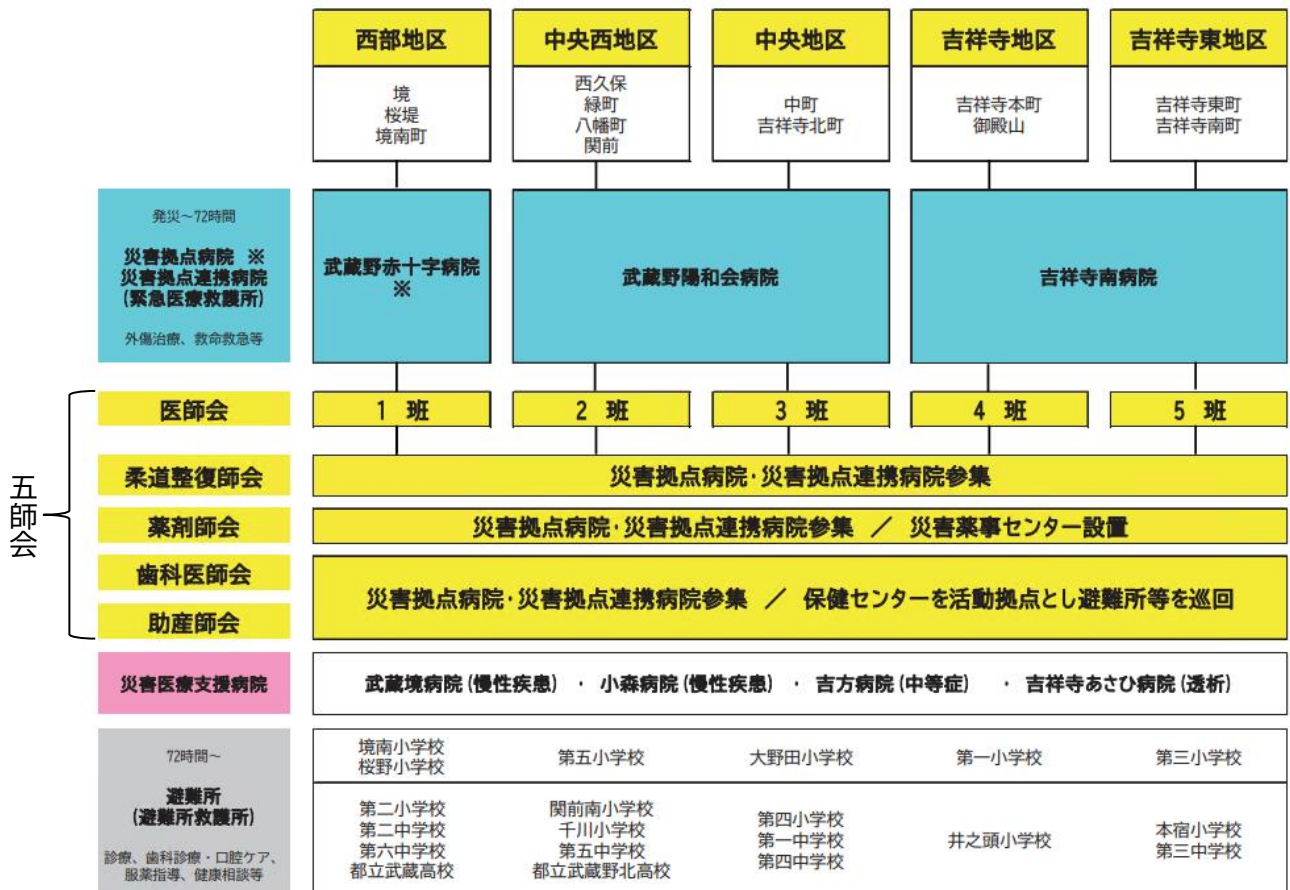 西部地区
中央西地区
中央地区
吉祥寺地区
吉祥寺東地区
境
桜堤
境南町
西久保
緑町
八幡町
関前
中町
吉祥寺北町
吉祥寺本町
御殿山
吉祥寺東町
吉祥寺南町
発災～72時間
災害拠点病院 ※
災害拠点連携病院
(緊急医療救護所)
外傷治療、救命救急等
武蔵野赤十字病院
※
武蔵野陽和会病院
吉祥寺南病院
五師会
医師会
1 班
2 班
3 班
4 班
5 班
柔道整復師会
災害拠点病院・災害拠点連携病院参集
薬剤師会
災害拠点病院・災害拠点連携病院参集 ／ 災害薬事センター設置
歯科医師会
助産師会
災害拠点病院・災害拠点連携病院参集 ／ 保健センターを活動拠点とし避難所等を巡回
災害医療支援病院
武蔵境病院(慢性疾患) ・ 小森病院(慢性疾患) ・ 吉方病院(中等症) ・ 吉祥寺あさひ病院(透析)
72時間～
避難所
(避難所救護所)
診療、歯科診療・口腔ケア、
服薬指導、健康相談等
境南小学校
桜野小学校
第五小学校
大野田小学校
第一小学校
第三小学校
第二小学校
第二中学校
第六中学校
都立武蔵高校
関前南小学校
千川小学校
第五中学校
都立武蔵野北高校
第四小学校
第一中学校
第四中学校
井之頭小学校
本宿小学校
第三中学校